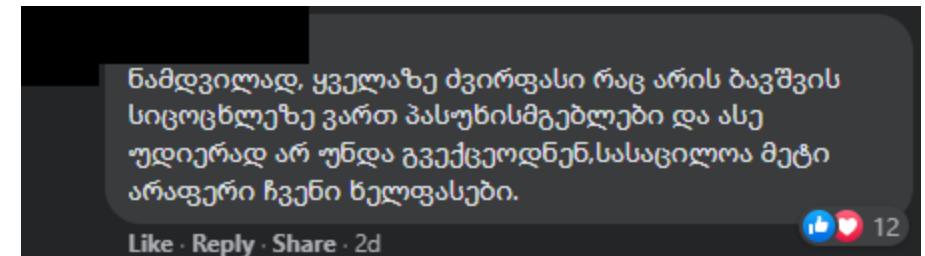 ნამდვილად, ყველაზე ძვირფასი რაც არის ბავშვის
სიცოცხლეზე ვართ პასუხისმგებლები და ასე
უდიერად არ უნდა გვექცეოდნენ,სასაცილოა მეტი
არაფერი ჩვენი ხელფასები.
12
Like · Reply · Share · 2d